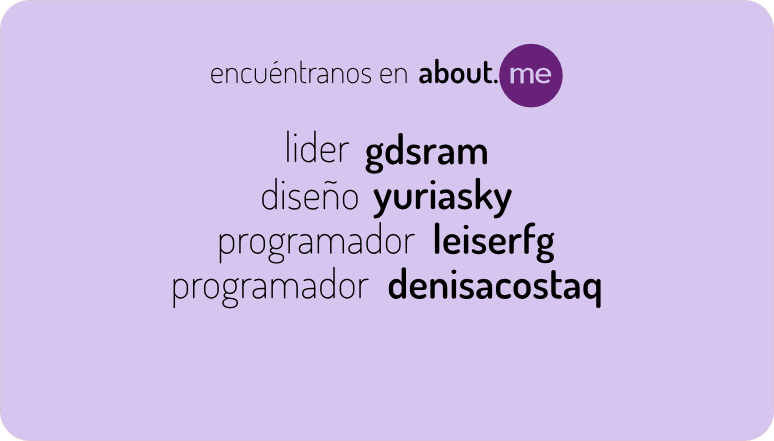 encuéntranos en about.me
lider gdsram
diseño yuriasky
programador leiserfg
programador denisacostaq